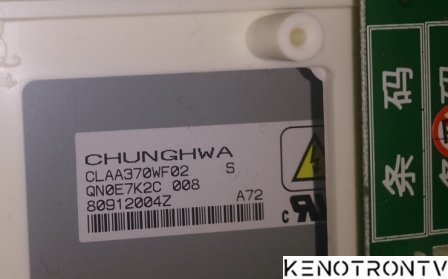 CHUNGHWA
CLAA370WF02 S
QN0E7K2C 008
80912004Z A72
条码
KENOTRONTV